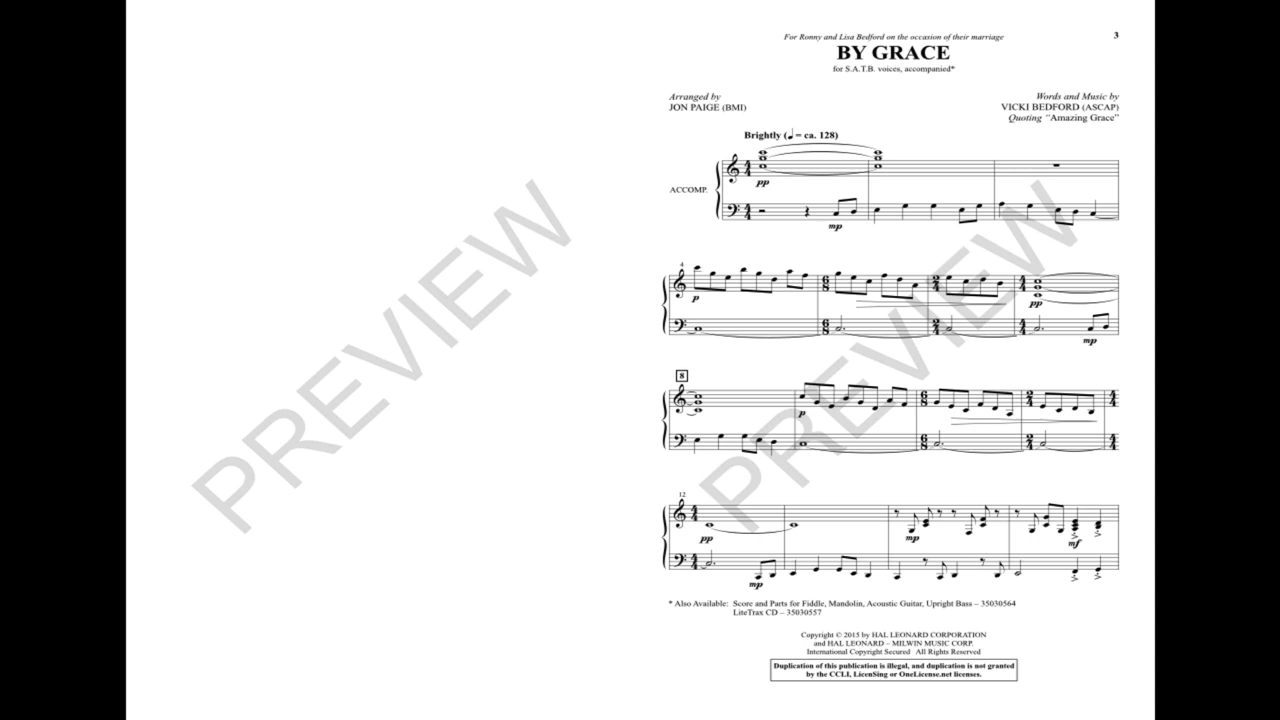 For Ronny and Lisa Bedford on the occasion of their marriage
3
BY GRACE
for S.A.T.B. voices, accompanied*
Arranged by
JON PAIGE (BMI)
Words and Music by
VICKI BEDFORD (ASCAP)
Quoting “Amazing Grace”
Brightly (♩ = ca. 128)
ACCOMP.
pp
mp
4
p
pp
mp
8
p
12
pp
mp
mf
mp
* Also Available: Score and Parts for Fiddle, Mandolin, Acoustic Guitar, Upright Bass – 35030564
LiteTrax CD – 35030557
Copyright © 2015 by HAL LEONARD CORPORATION
and HAL LEONARD – MILWIN MUSIC CORP.
International Copyright Secured All Rights Reserved
Duplication of this publication is illegal, and duplication is not granted
by the CCLI, LicenSing or OneLicense.net licenses.
PREVIEW
PREVIEW